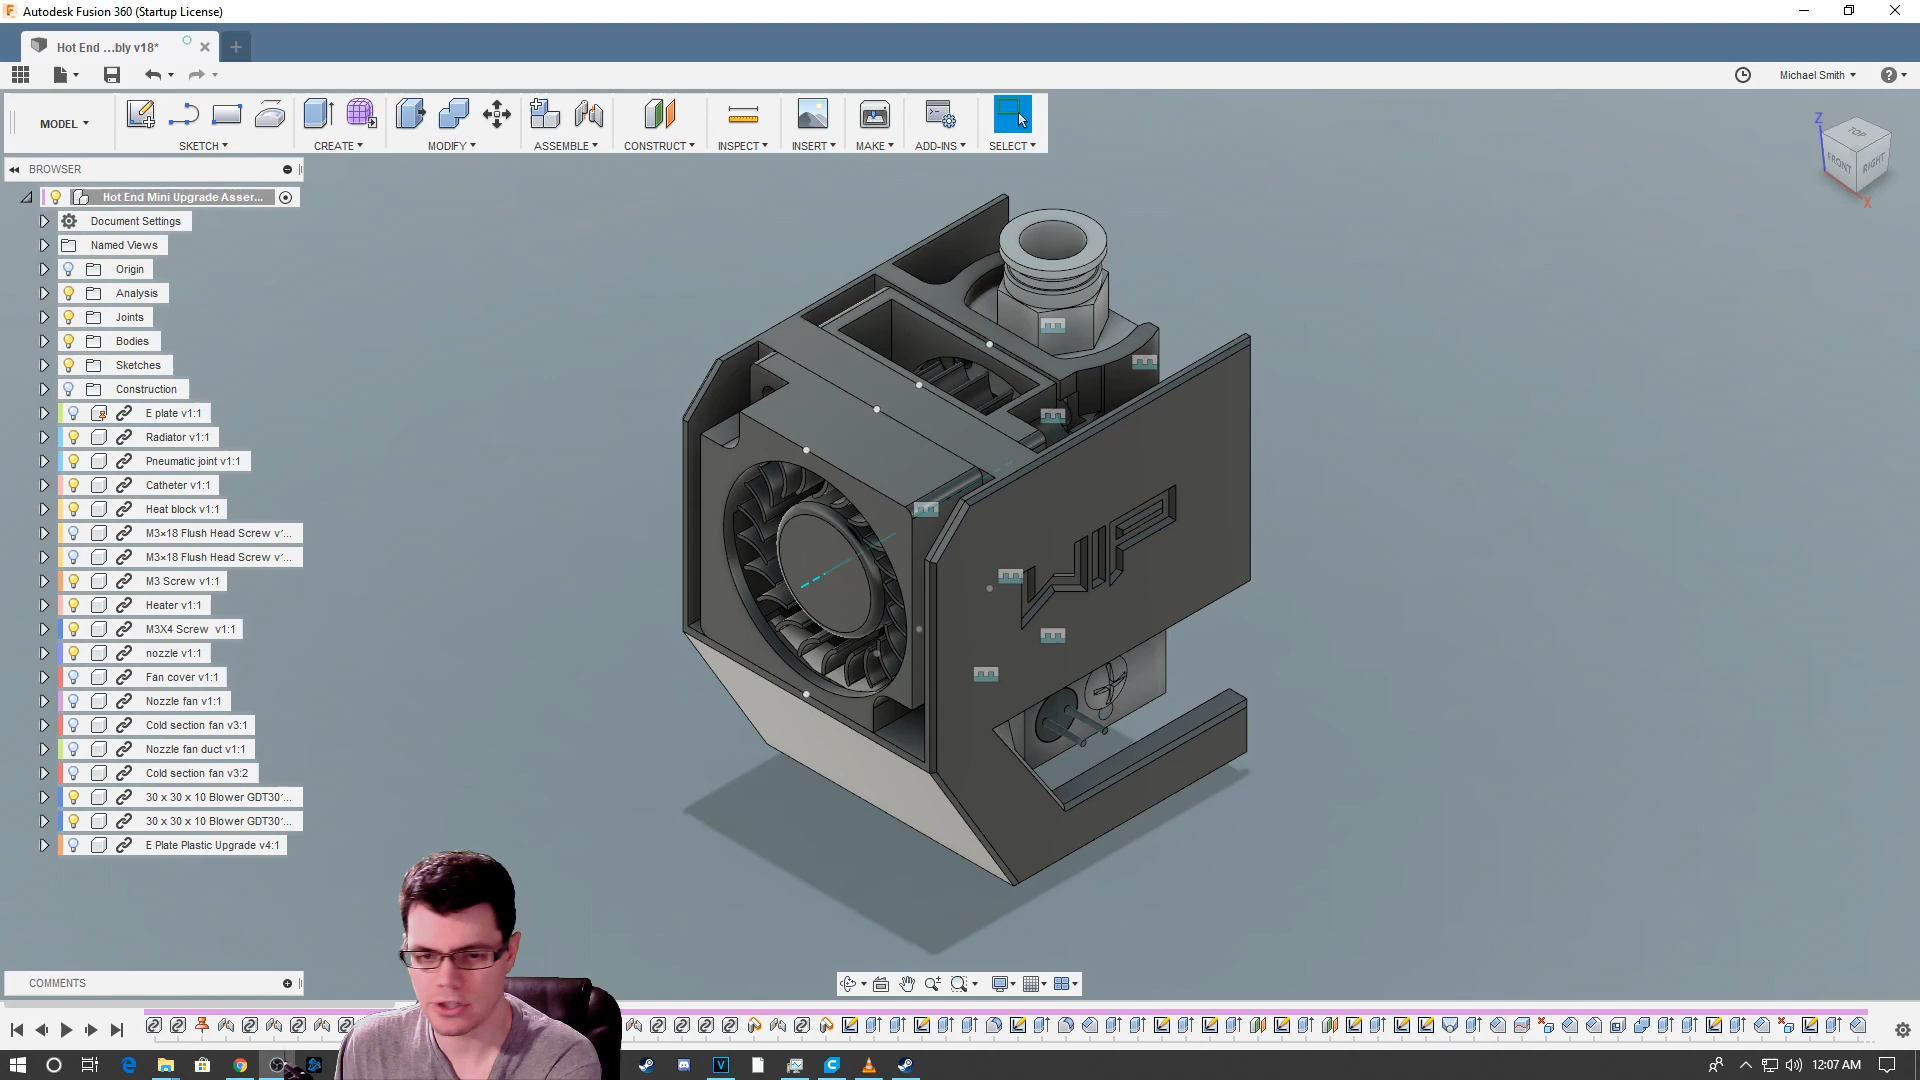 Autodesk Fusion 360 (Startup License)
Hot End ...bly v18*
Michael Smith
MODEL
SKETCH
CREATE
MODIFY
ASSEMBLE
CONSTRUCT
INSPECT
INSERT
MAKE
ADD-INS
SELECT
BROWSER
Hot End Mini Upgrade Asser...
Document Settings
Named Views
Origin
Analysis
Joints
Bodies
Sketches
Construction
E plate v1:1
Radiator v1:1
Pneumatic joint v1:1
Catheter v1:1
Heat block v1:1
M3×18 Flush Head Screw v'...
M3×18 Flush Head Screw v'...
M3 Screw v1:1
Heater v1:1
M3X4 Screw v1:1
nozzle v1:1
Fan cover v1:1
Nozzle fan v1:1
Cold section fan v3:1
Nozzle fan duct v1:1
Cold section fan v3:2
30 x 30 x 10 Blower GDT30'...
30 x 30 x 10 Blower GDT30'...
E Plate Plastic Upgrade v4:1
Z
TOP
FRONT
RIGHT
X
WIP
COMMENTS
12:07 AM